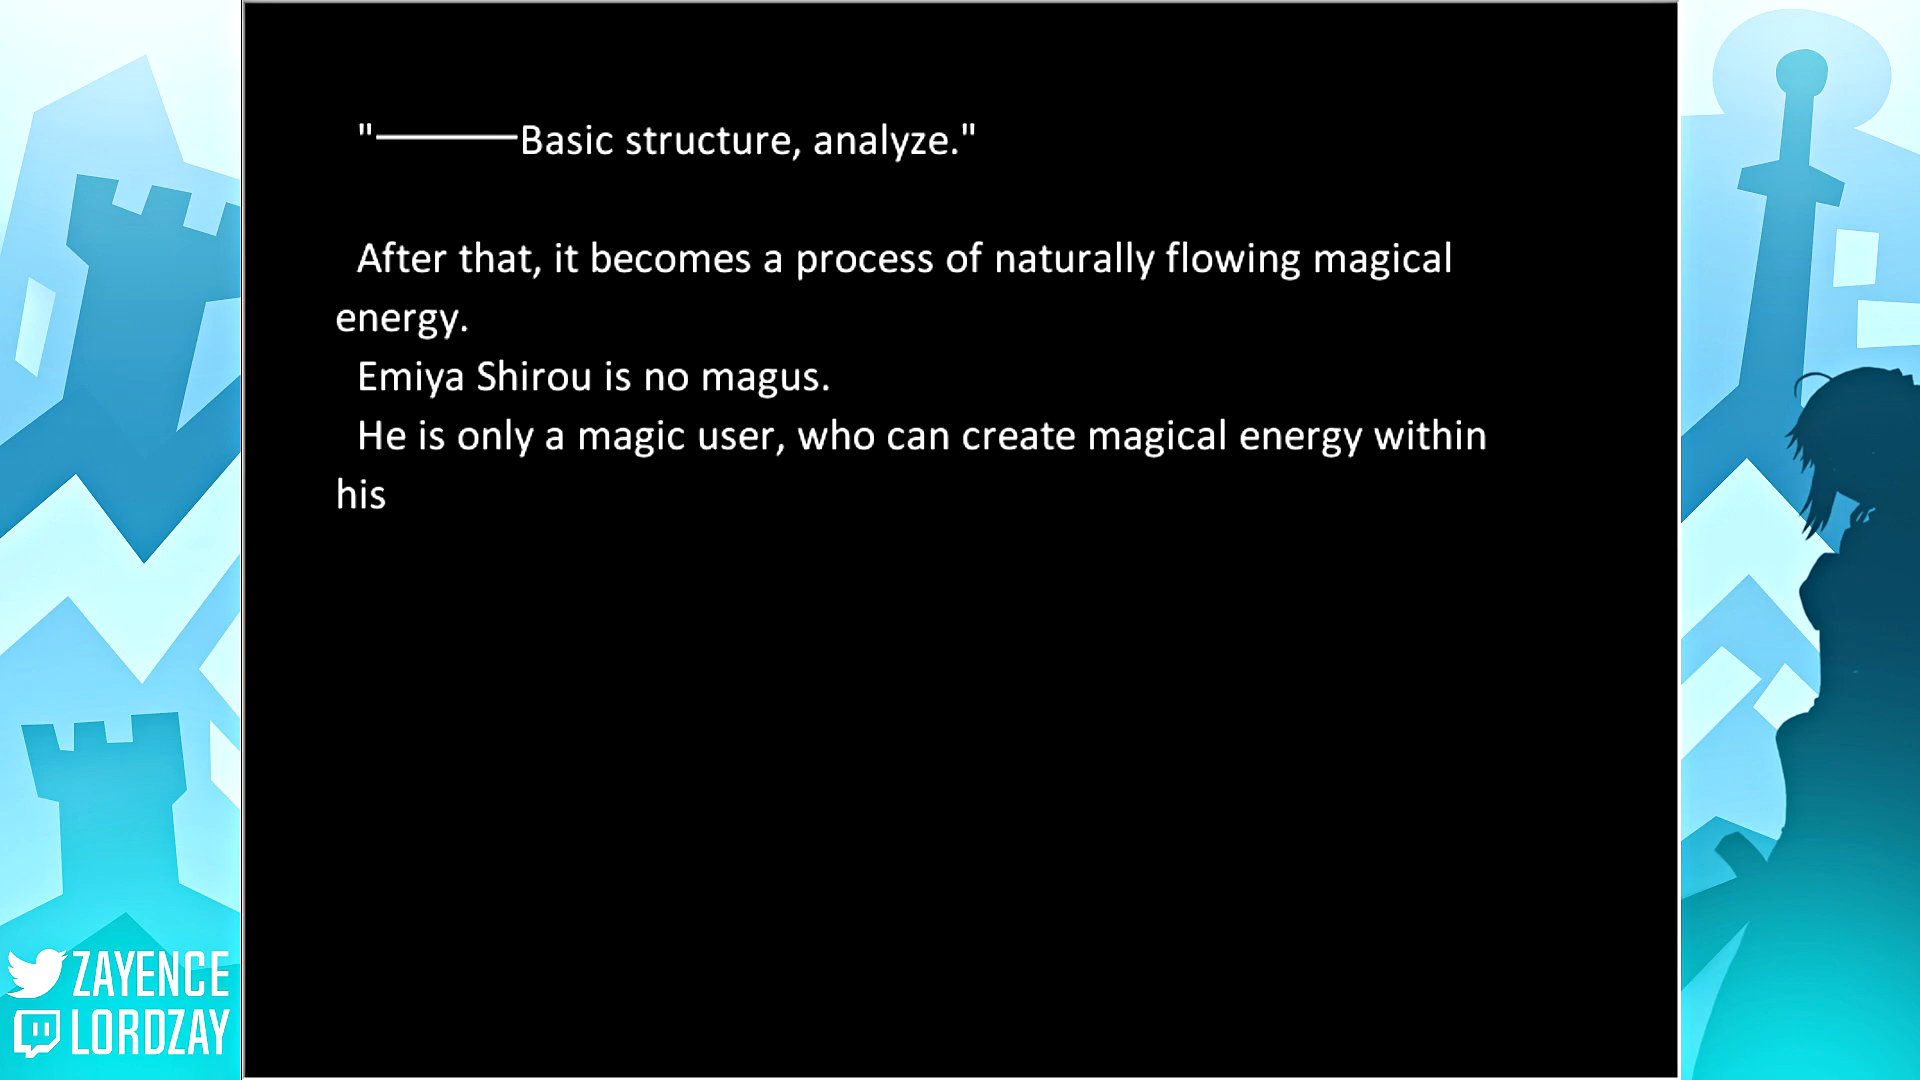 "————Basic structure, analyze."
After that, it becomes a process of naturally flowing magical
energy.
Emiya Shirou is no magus.
He is only a magic user, who can create magical energy within
his
ZAYENCE
LORDZAY